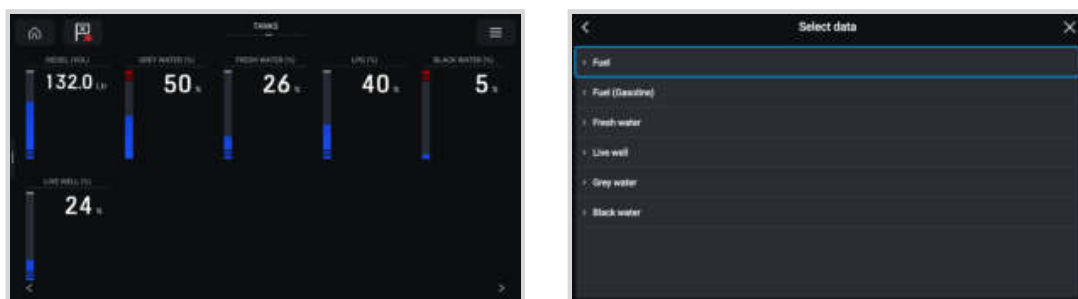 TANKS
DIESEL (VOL)
GREY WATER (%)
FRESH WATER (%)
LPG (%)
BLACK WATER (%)
132.0 Ltr
50 %
26 %
40 %
5 %
LIVE WELL (%)
24 %
Select data
Fuel
Fuel (Gasoline)
Fresh water
Live well
Grey water
Black water